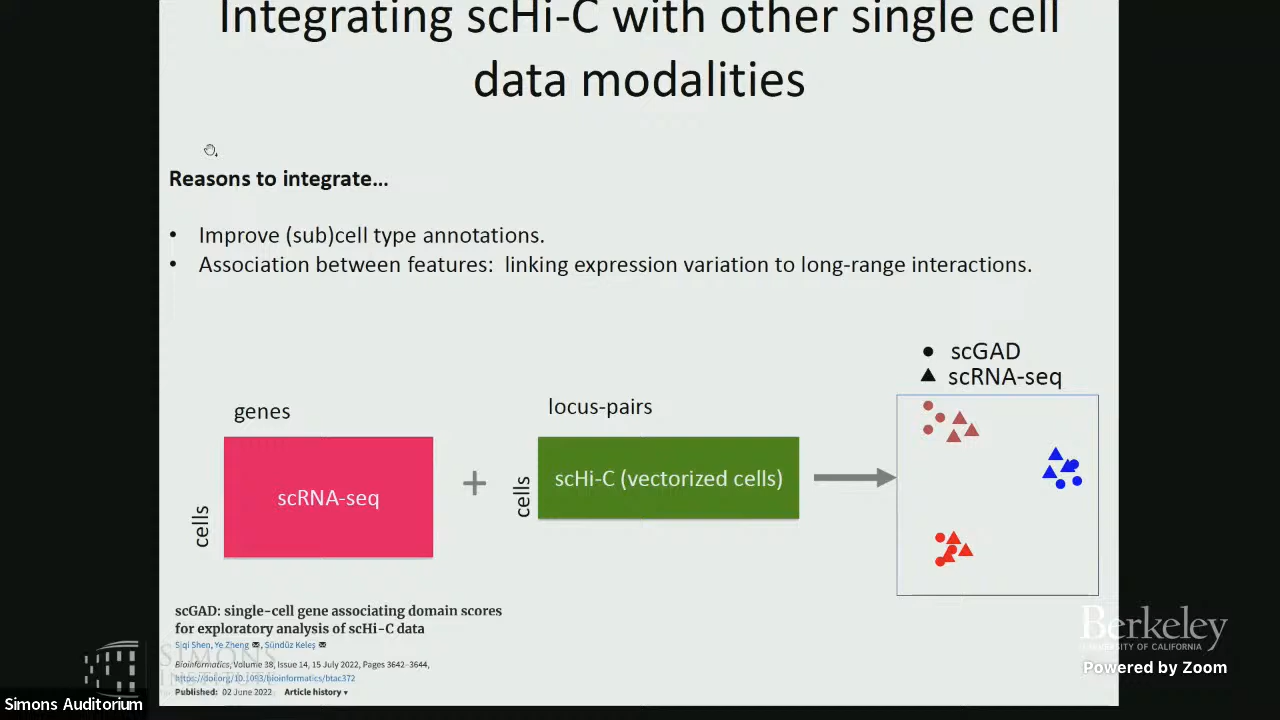 Integrating scHi-C with other single cell
data modalities
Reasons to integrate...
• Improve (sub)cell type annotations.
• Association between features: linking expression variation to long-range interactions.
scGAD
scRNA-seq
genes
locus-pairs
cells
scRNA-seq
+
cells
scHi-C (vectorized cells)
scGAD: single-cell gene associating domain scores
for exploratory analysis of scHi-C data
Siqi Shen, Ye Zheng, Sündüz Keleş
Bioinformatics, Volume 38, Issue 14, 15 July 2022, Pages 3642–3644,
https://doi.org/10.1093/bioinformatics/btac372
Published: 02 June 2022 Article history
SIMONS
INSTITUTE
Berkeley
UNIVERSITY OF CALIFORNIA
Powered by Zoom
Simons Auditorium